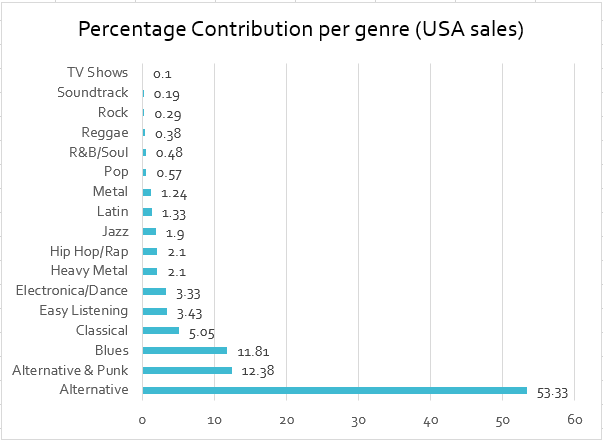 Percentage Contribution per genre (USA sales)
TV Shows 0.1
Soundtrack 0.19
Rock 0.29
Reggae 0.38
R&B/Soul 0.48
Pop 0.57
Metal 1.24
Latin 1.33
Jazz 1.9
Hip Hop/Rap 2.1
Heavy Metal 2.1
Electronica/Dance 3.33
Easy Listening 3.43
Classical 5.05
Blues 11.81
Alternative & Punk 12.38
Alternative 53.33
0 10 20 30 40 50 60